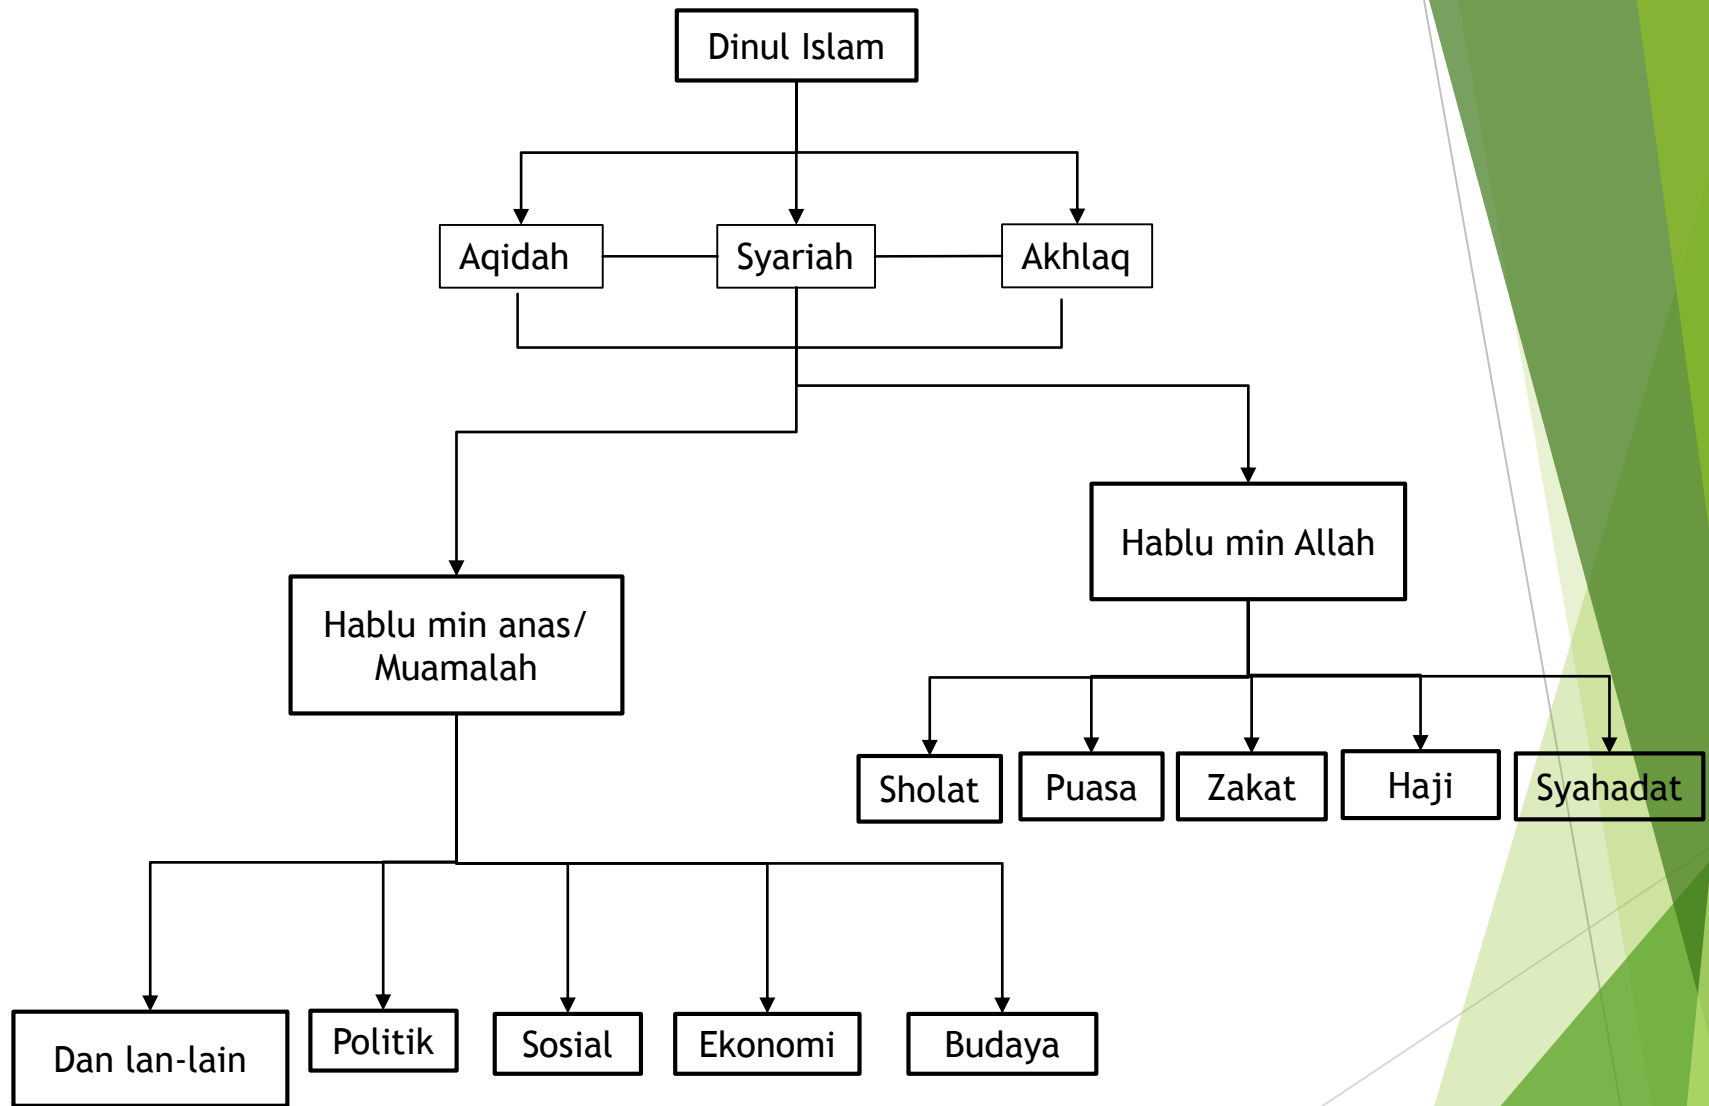 Dinul Islam
Aqidah
Syariah
Akhlaq
Hablu min Allah
Hablu min anas/
Muamalah
Sholat
Puasa
Zakat
Haji
Syahadat
Dan lan-lain
Politik
Sosial
Ekonomi
Budaya